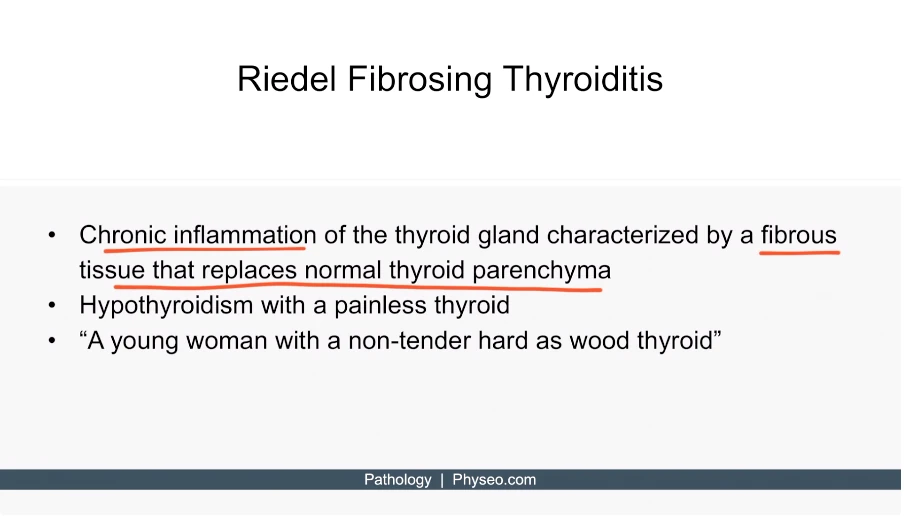 Riedel Fibrosing Thyroiditis
• Chronic inflammation of the thyroid gland characterized by a fibrous
tissue that replaces normal thyroid parenchyma
• Hypothyroidism with a painless thyroid
• “A young woman with a non-tender hard as wood thyroid”
Pathology | Physeo.com